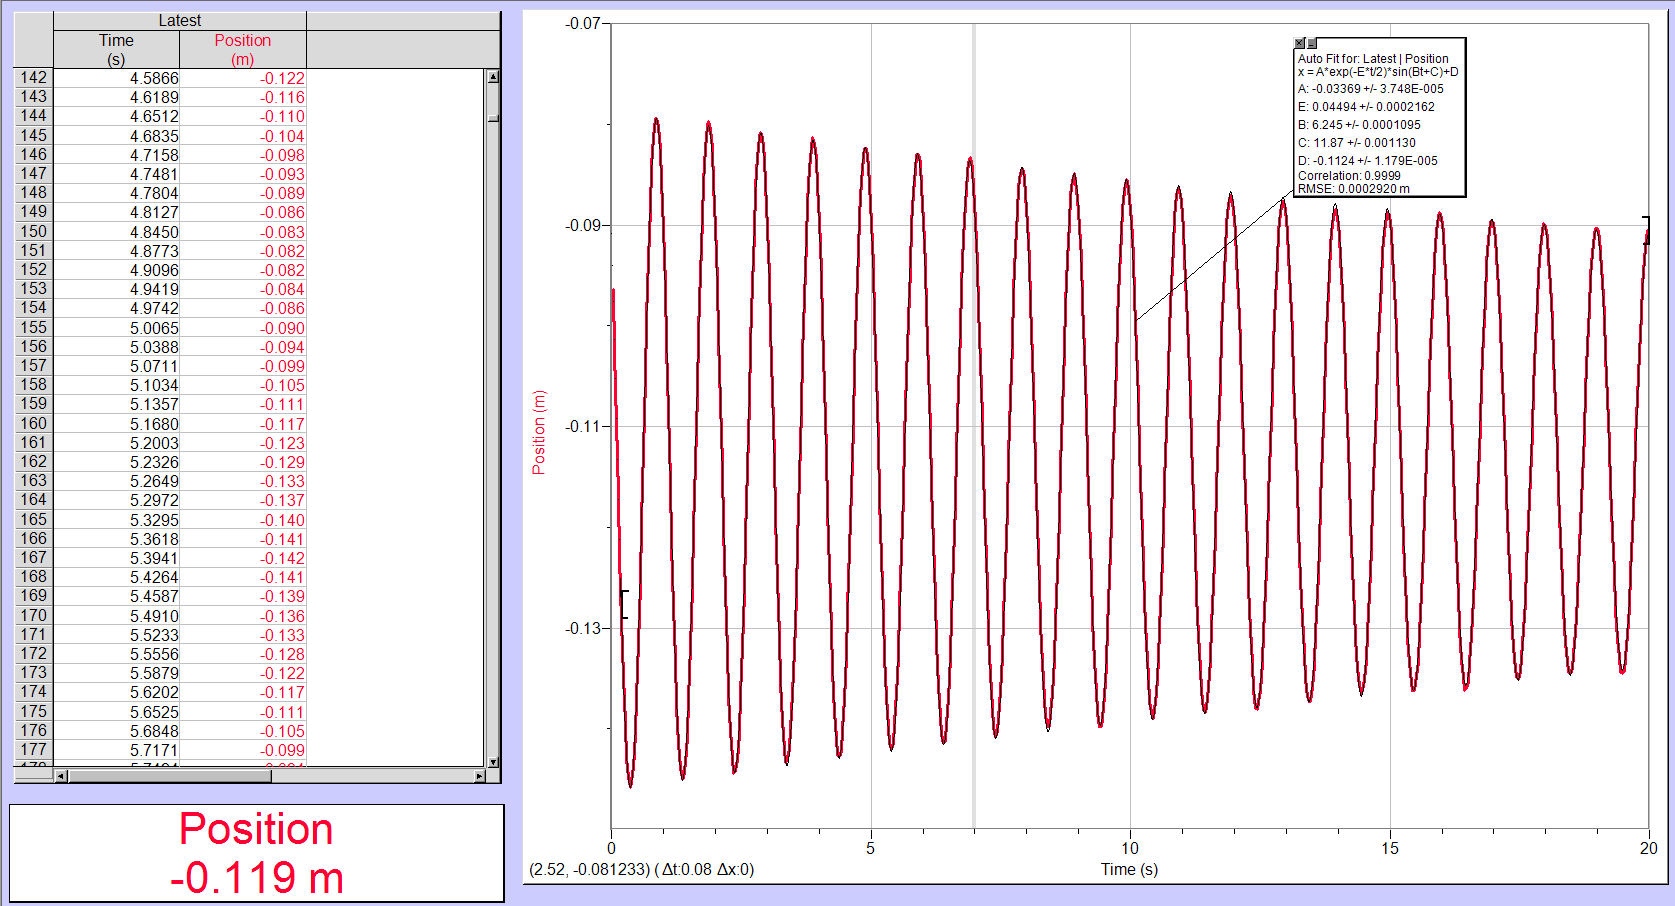 Latest
Time Position
(s) (m)
142 4.5866 -0.122
143 4.6189 -0.116
144 4.6512 -0.110
145 4.6835 -0.104
146 4.7158 -0.098
147 4.7481 -0.093
148 4.7804 -0.089
149 4.8127 -0.086
150 4.8450 -0.083
151 4.8773 -0.082
152 4.9096 -0.082
153 4.9419 -0.084
154 4.9742 -0.086
155 5.0065 -0.090
156 5.0388 -0.094
157 5.0711 -0.099
158 5.1034 -0.105
159 5.1357 -0.111
160 5.1680 -0.117
161 5.2003 -0.123
162 5.2326 -0.129
163 5.2649 -0.133
164 5.2972 -0.137
165 5.3295 -0.140
166 5.3618 -0.141
167 5.3941 -0.142
168 5.4264 -0.141
169 5.4587 -0.139
170 5.4910 -0.136
171 5.5233 -0.133
172 5.5556 -0.128
173 5.5879 -0.122
174 5.6202 -0.117
175 5.6525 -0.111
176 5.6848 -0.105
177 5.7171 -0.099
Position
-0.119 m
-0.07
-0.09
-0.11
-0.13
Position (m)
Auto Fit for: Latest | Position
x = A*exp(-E*t/2)*sin(Bt+C)+D
A: -0.03369 +/- 3.748E-005
E: 0.04494 +/- 0.0002162
B: 6.245 +/- 0.0001095
C: 11.87 +/- 0.001130
D: -0.1124 +/- 1.179E-005
Correlation: 0.9999
RMSE: 0.0002920 m
0 5 10 15 20
(2.52, -0.081233) ( Δt:0.08 Δx:0)
Time (s)